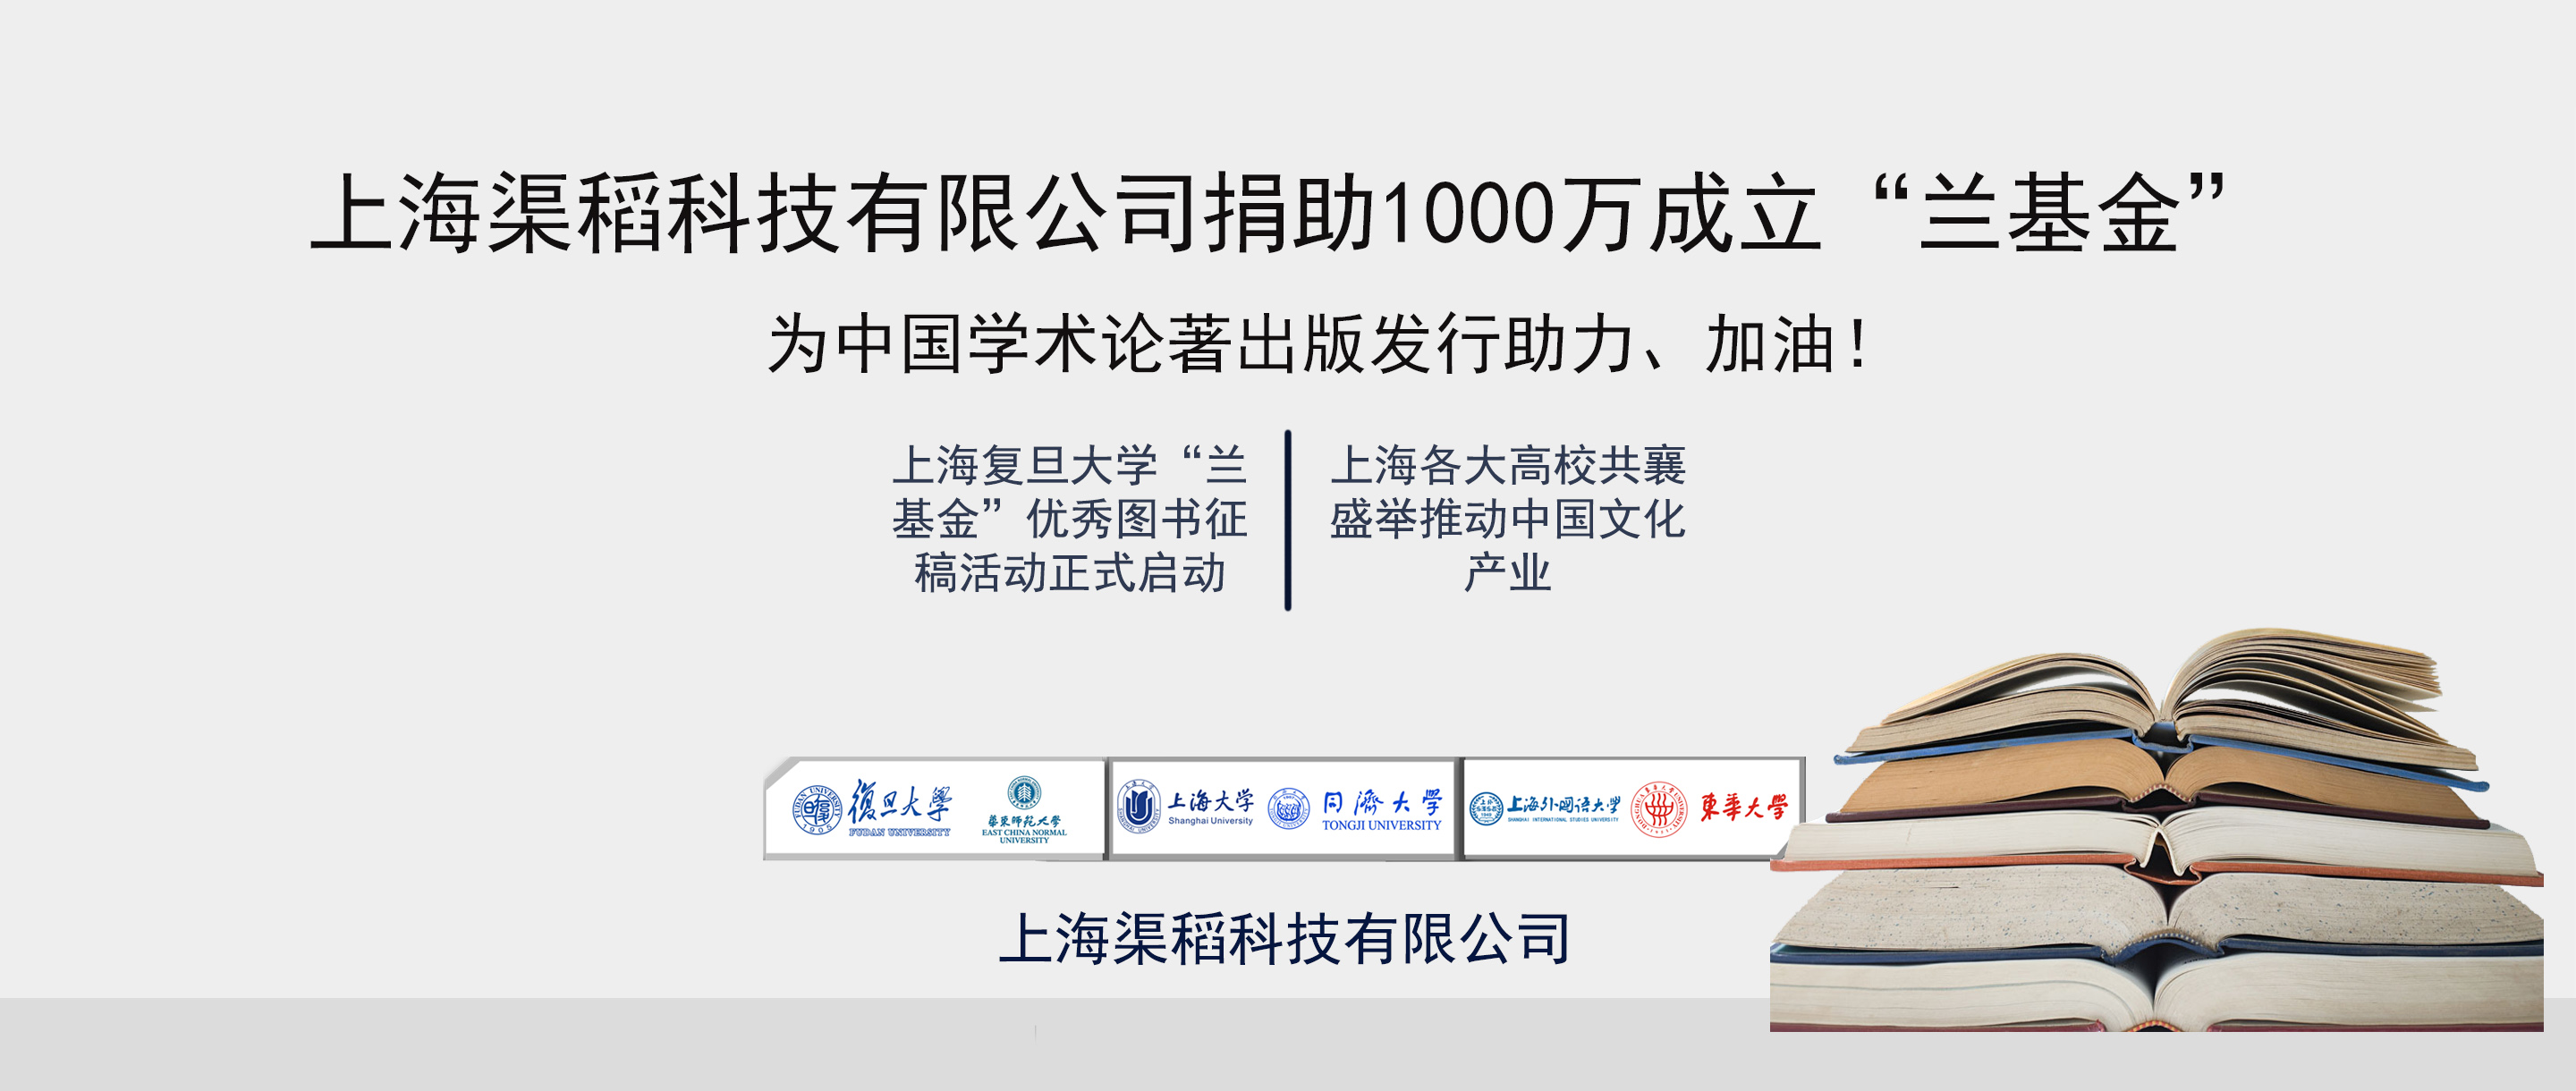 上海渠稻科技有限公司捐助1000万成立“兰基金”
为中国学术论著出版发行助力、加油！
上海复旦大学“兰
基金”优秀图书征
稿活动正式启动
上海各大高校共襄
盛举推动中国文化
产业
復旦大學
FUDAN UNIVERSITY
華東師範大學
EAST CHINA NORMAL
UNIVERSITY
上海大学
Shanghai University
同濟大學
TONGJI UNIVERSITY
上海外国语大學
SHANGHAI INTERNATIONAL STUDIES UNIVERSITY
東華大學
上海渠稻科技有限公司